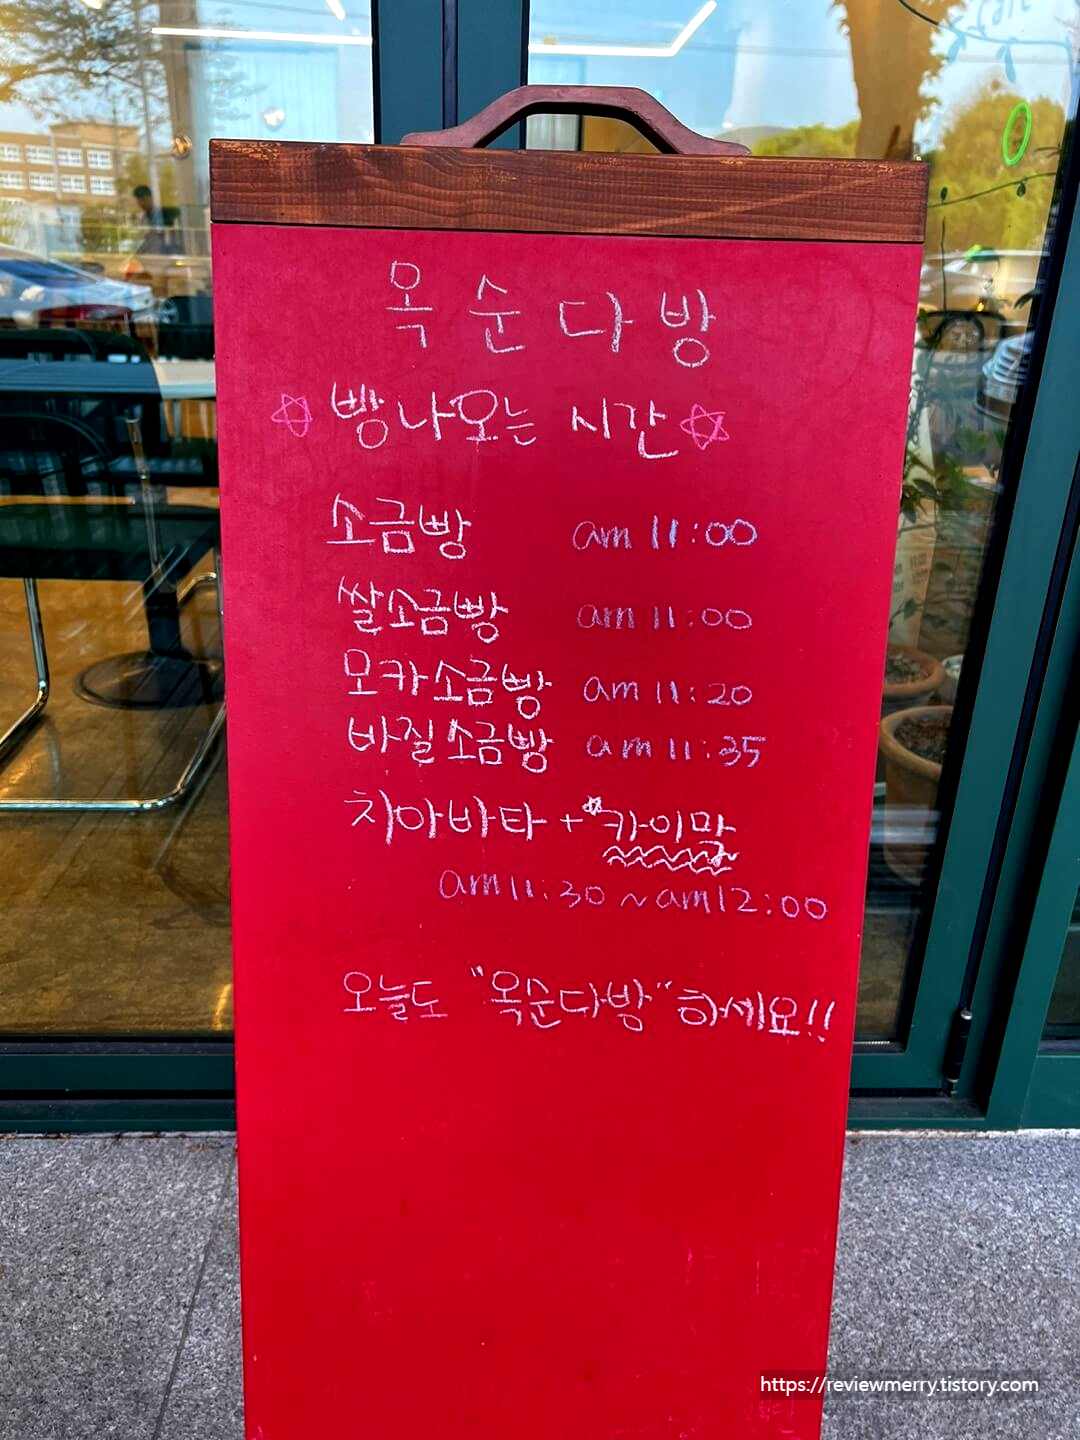 옥순다방
빵나오는 시간
소금빵 am 11:00
쌀소금빵 am 11:00
모카소금빵 am 11:20
바질소금빵 am 11:35
치아바타 + 카이막
am 11:30 ~ am 12:00
오늘도 "옥순다방" 하세요!!
https://reviewmerry.tistory.com